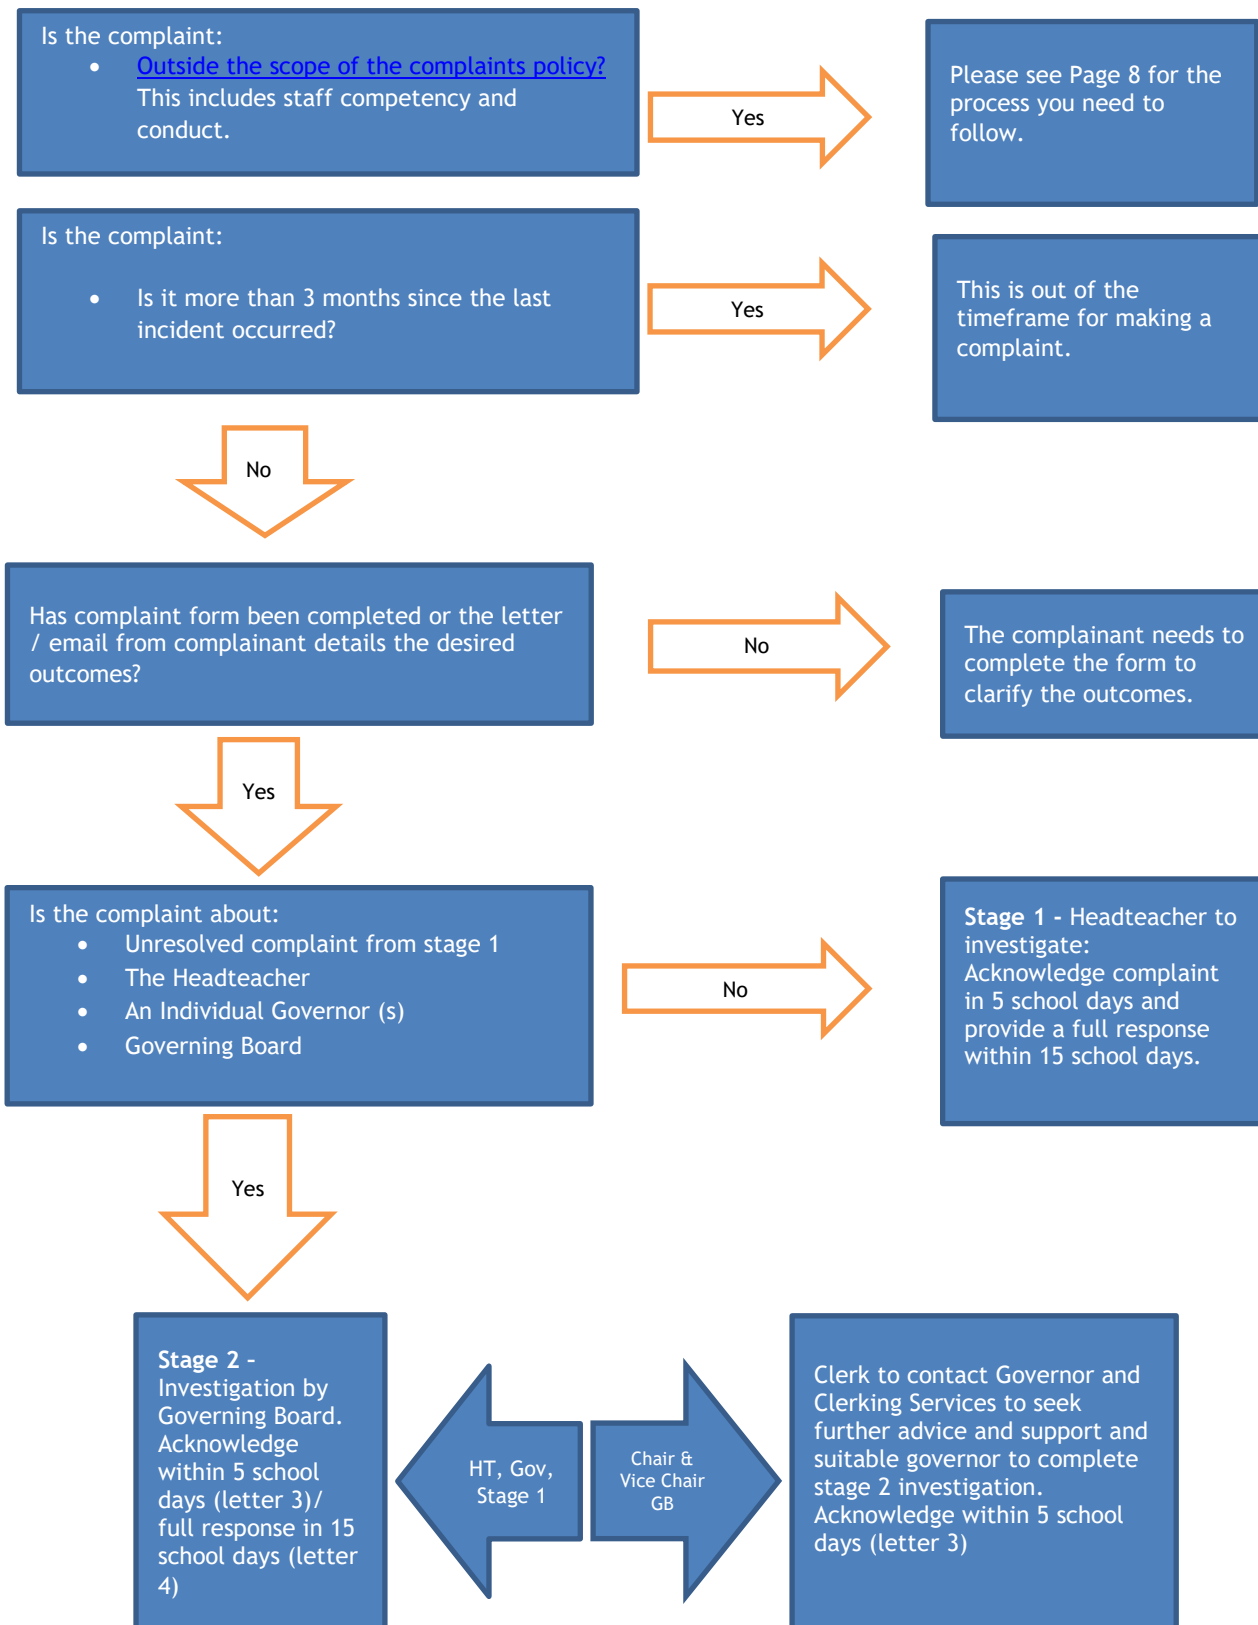 Is the complaint:
• Outside the scope of the complaints policy?
This includes staff competency and
conduct.
Yes
Please see Page 8 for the
process you need to
follow.
Is the complaint:
• Is it more than 3 months since the last
incident occurred?
Yes
This is out of the
timeframe for making a
complaint.
No
Has complaint form been completed or the letter
/ email from complainant details the desired
outcomes?
No
The complainant needs to
complete the form to
clarify the outcomes.
Yes
Is the complaint about:
• Unresolved complaint from stage 1
• The Headteacher
• An Individual Governor (s)
• Governing Board
No
Stage 1 - Headteacher to
investigate:
Acknowledge complaint
in 5 school days and
provide a full response
within 15 school days.
Yes
Stage 2 –
Investigation by
Governing Board.
Acknowledge
within 5 school
days (letter 3)/
full response in 15
school days (letter
4)
HT, Gov,
Stage 1
Chair &
Vice Chair
GB
Clerk to contact Governor and
Clerking Services to seek
further advice and support and
suitable governor to complete
stage 2 investigation.
Acknowledge within 5 school
days (letter 3)